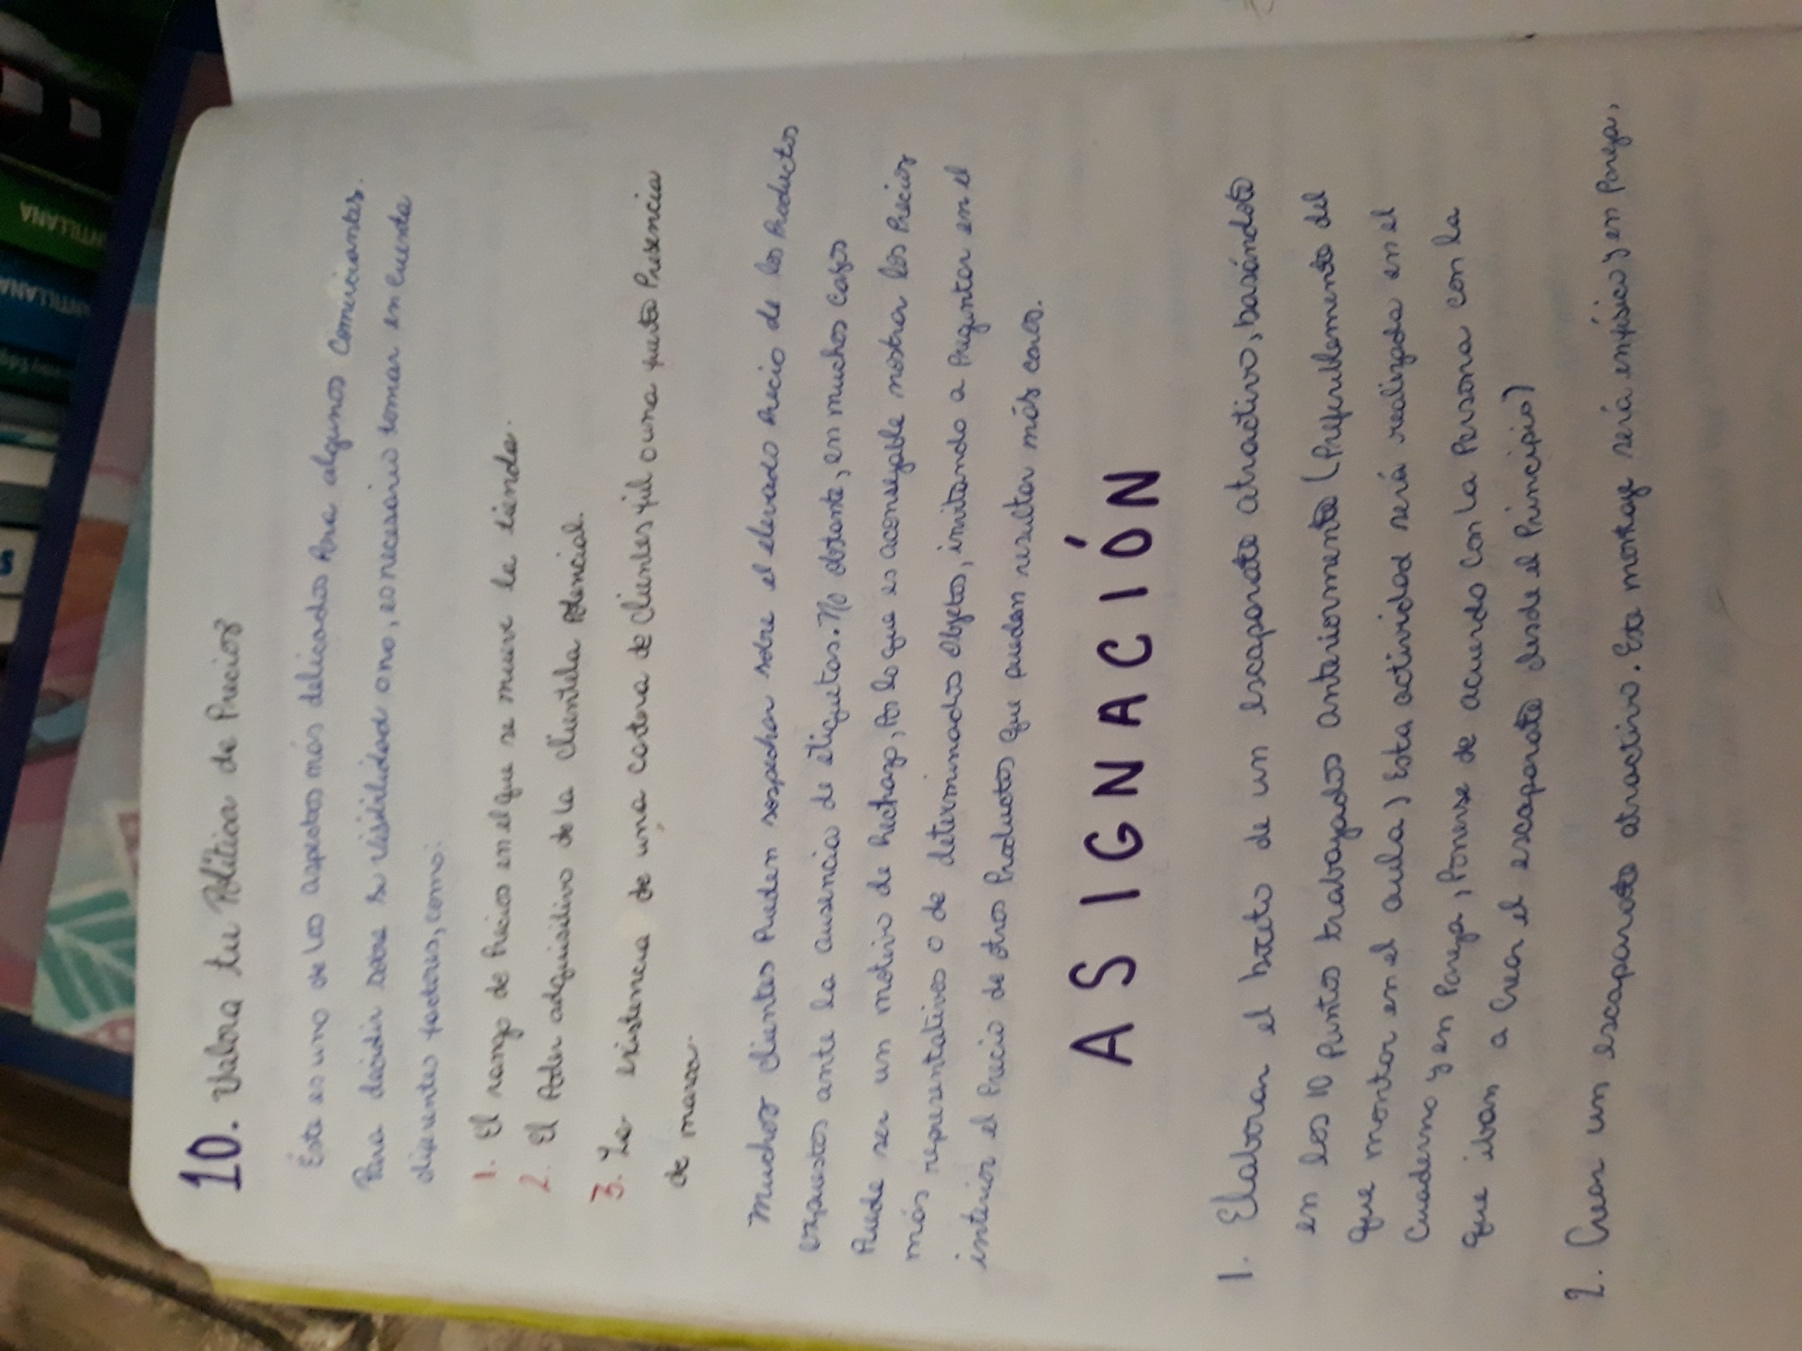 10. Valora tu Política de Precios
Éste es uno de los aspectos más delicados Para algunos Comerciantes.
Para decidir sobre su visibilidad o no, es necesario tomar en cuenta
diferentes factores, como:
1. El rango de Precios en el que se mueve la tienda.
2. El Poder adquisitivo de la clientela Potencial.
3. La existencia de una cartera de Clientes fiel o una fuerte Presencia
de marca.
Muchos clientes Pueden sospechar sobre el elevado Precio de los Productos
expuestos ante la ausencia de etiquetas. No obstante, en muchos casos
Puede ser un motivo de Rechazo, Por lo que es aconsejable mostrar los Precios
más representativos o de determinados objetos, invitando a Preguntar en el
interior el Precio de otros Productos que puedan resultar más caros.
ASIGNACIÓN
1. Elaborar el boceto de un escaparate atractivo, basándote
en los 10 Puntos trabajados anteriormente (Preferiblemente del
que montar en el aula) Esta actividad será realizada en el
Cuaderno y en Pareja, Ponerse de acuerdo con la Persona con la
que iban a Crear el escaparate desde el Principio)
2. Crear un escaparate atractivo. Este montaje será en físico y en Pareja,
SANTILLANA
SANTILLANA